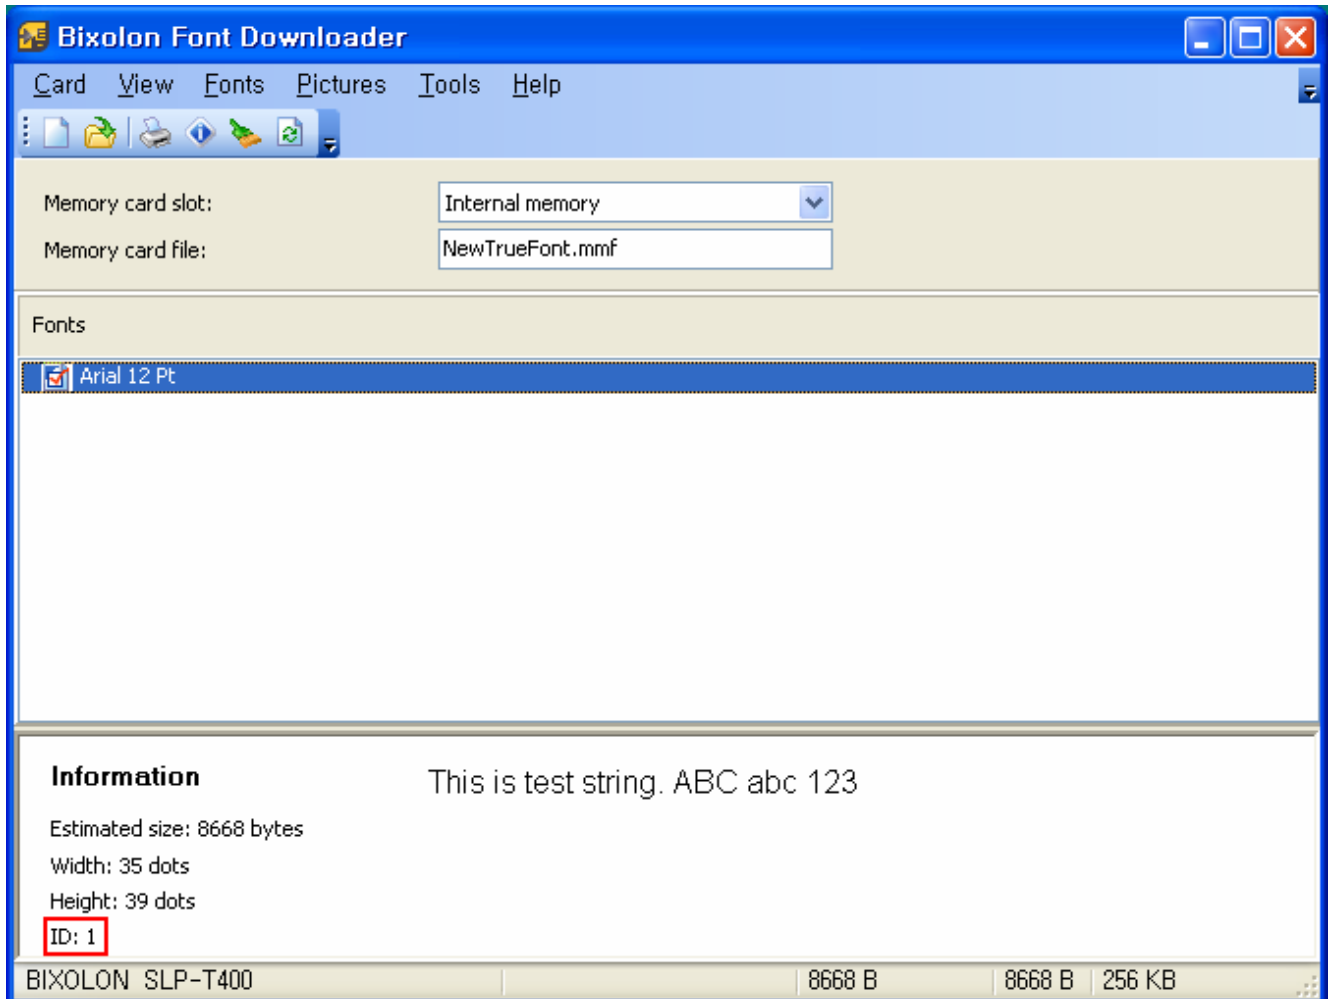 Bixolon Font Downloader
Card View Fonts Pictures Tools Help
Memory card slot: Internal memory
Memory card file: NewTrueFont.mmf
Fonts
Arial 12 Pt
Information
This is test string. ABC abc 123
Estimated size: 8668 bytes
Width: 35 dots
Height: 39 dots
ID: 1
BIXOLON SLP-T400 8668 B 8668 B 256 KB